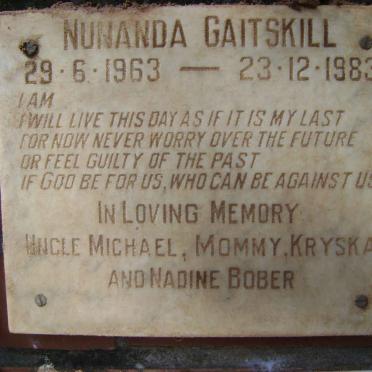 NUNANDA GAITSKILL
29·6·1963 — 23·12·1983
I AM
I WILL LIVE THIS DAY AS IF IT IS MY LAST
FOR NOW NEVER WORRY OVER THE FUTURE
OR FEEL GUILTY OF THE PAST
IF GOD BE FOR US, WHO CAN BE AGAINST US
IN LOVING MEMORY
UNCLE MICHAEL, MOMMY, KRYSKA
AND NADINE BOBER